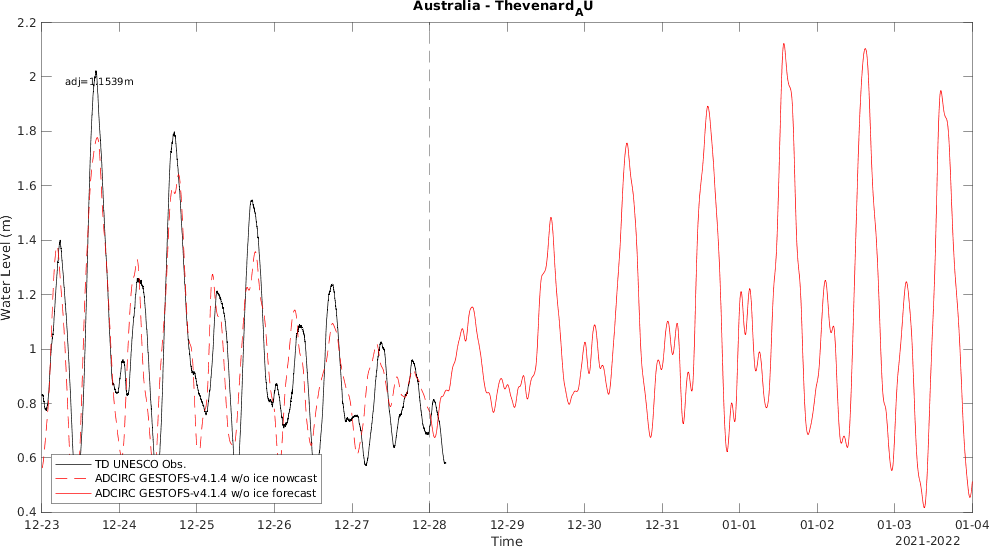 Australia - Thevenard_AU
2.2
2
1.8
1.6
1.4
1.2
1
0.8
0.6
0.4
Water Level (m)
adj=1.1539m
TD UNESCO Obs.
ADCIRC GESTOFS-v4.1.4 w/o ice nowcast
ADCIRC GESTOFS-v4.1.4 w/o ice forecast
12-23 12-24 12-25 12-26 12-27 12-28 12-29 12-30 12-31 01-01 01-02 01-03 01-04
Time
2021-2022